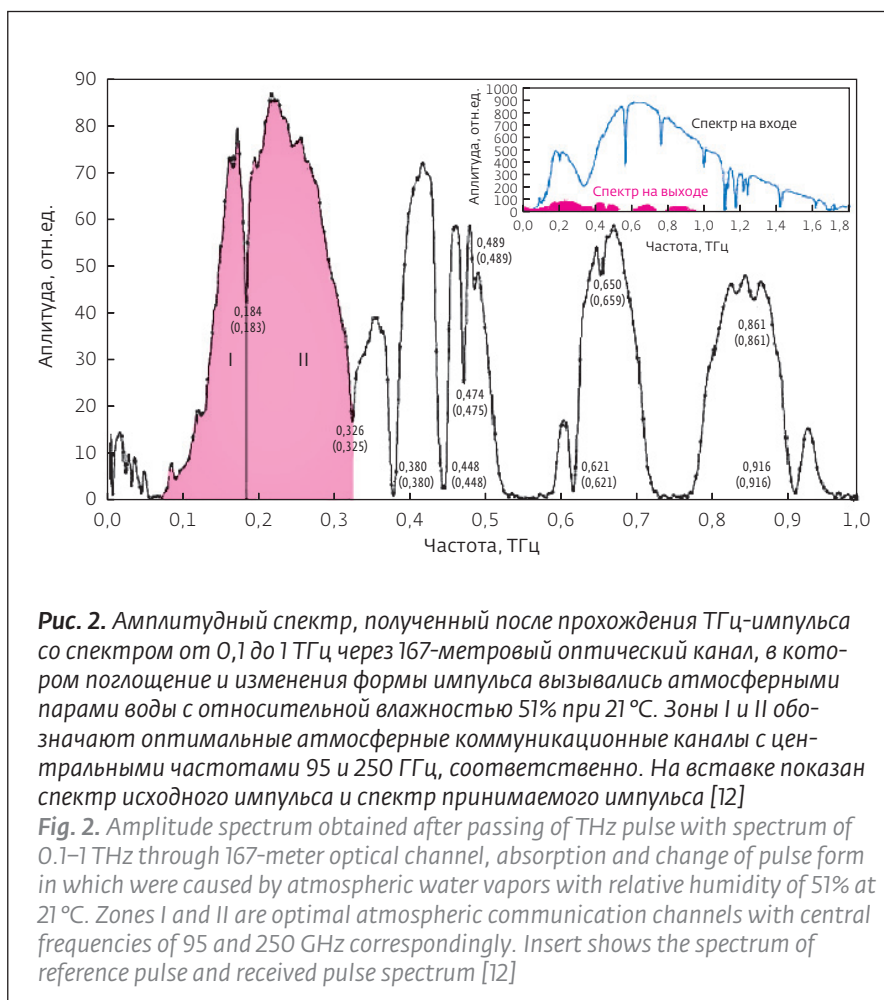 90
80
70
60
50
40
30
20
10
0
Аплитуда, отн.ед.
0,0 0,1 0,2 0,3 0,4 0,5 0,6 0,7 0,8 0,9 1,0
Частота, ТГц
I
II
0,184
(0,183)
0,326
(0,325)
0,380
(0,380)
0,448
(0,448)
0,474
(0,475)
0,489
(0,489)
0,621
(0,621)
0,650
(0,659)
0,861
(0,861)
0,916
(0,916)
1000
900
800
700
600
500
400
300
200
100
0
Аплитуда, отн.ед.
Спектр на входе
Спектр на выходе
0,0 0,2 0,4 0,6 0,8 1,0 1,2 1,4 1,6 1,8
Частота, ТГц
Рис. 2. Амплитудный спектр, полученный после прохождения ТГц-импульса
со спектром от 0,1 до 1 ТГц через 167-метровый оптический канал, в кото-
ром поглощение и изменения формы импульса вызывались атмосферными
парами воды с относительной влажностью 51% при 21 °С. Зоны I и II обо-
значают оптимальные атмосферные коммуникационные каналы с цен-
тральными частотами 95 и 250 ГГц, соответственно. На вставке показан
спектр исходного импульса и спектр принимаемого импульса [12]
Fig. 2. Amplitude spectrum obtained after passing of THz pulse with spectrum of
0.1–1 THz through 167-meter optical channel, absorption and change of pulse form
in which were caused by atmospheric water vapors with relative humidity of 51% at
21 °C. Zones I and II are optimal atmospheric communication channels with central
frequencies of 95 and 250 GHz correspondingly. Insert shows the spectrum of
reference pulse and received pulse spectrum [12]